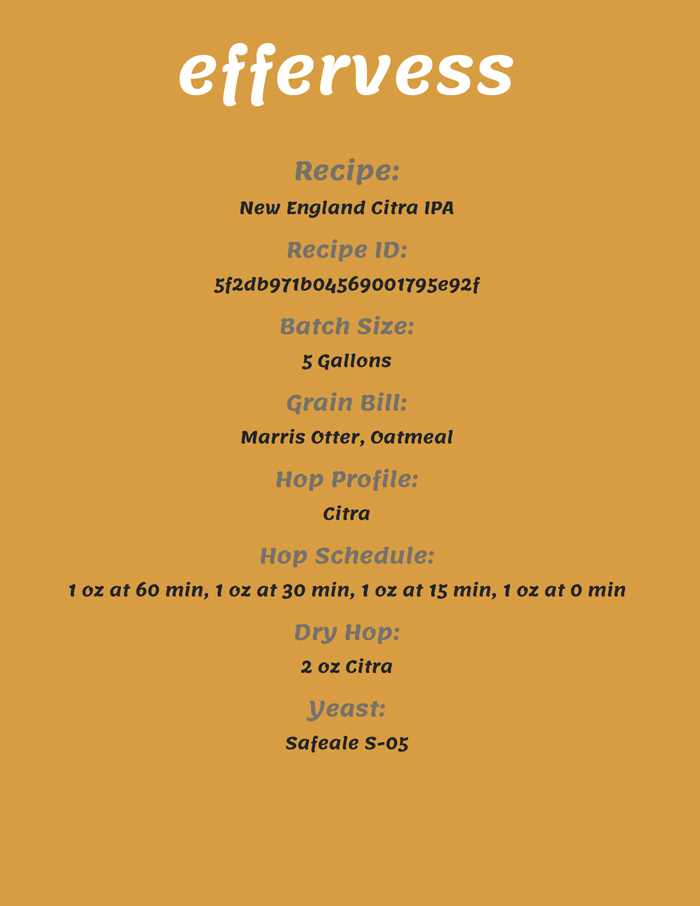 effervess
Recipe:
New England Citra IPA
Recipe ID:
5f2db971b04569001795e92f
Batch Size:
5 Gallons
Grain Bill:
Marris Otter, Oatmeal
Hop Profile:
Citra
Hop Schedule:
1 oz at 60 min, 1 oz at 30 min, 1 oz at 15 min, 1 oz at 0 min
Dry Hop:
2 oz Citra
Yeast:
Safeale S-05